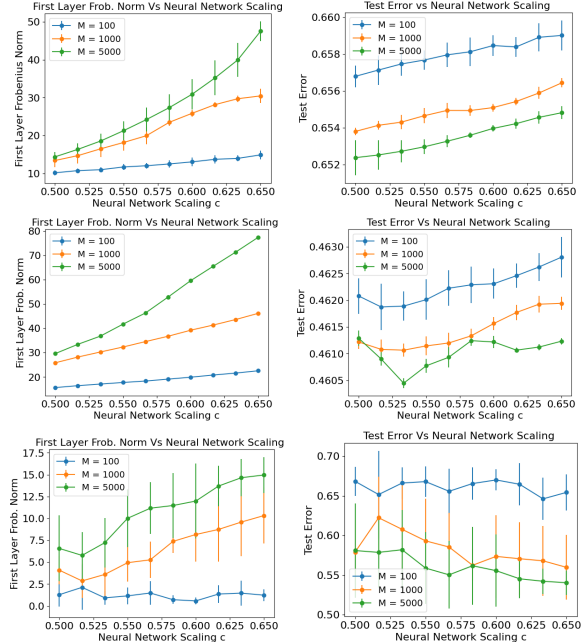 First Layer Frob. Norm Vs Neural Network Scaling
First Layer Frobenius Norm
50
40
30
20
10
M = 100
M = 1000
M = 5000
0.500 0.525 0.550 0.575 0.600 0.625 0.650
Neural Network Scaling c
Test Error vs Neural Network Scaling
Test Error
0.660
0.658
0.656
0.654
0.652
M = 100
M = 1000
M = 5000
0.500 0.525 0.550 0.575 0.600 0.625 0.650
Neural Network Scaling c
First Layer Frob. Norm Vs Neural Network Scaling
First Layer Frob. Norm
80
70
60
50
40
30
20
M = 100
M = 1000
M = 5000
0.500 0.525 0.550 0.575 0.600 0.625 0.650
Neural Network Scaling c
Test Error Vs Neural Network Scaling
Test Error
0.4630
0.4625
0.4620
0.4615
0.4610
0.4605
M = 100
M = 1000
M = 5000
0.500 0.525 0.550 0.575 0.600 0.625 0.650
Neural Network Scaling c
First Layer Frob. Norm Vs Neural Network Scaling
First Layer Frob. Norm
17.5
15.0
12.5
10.0
7.5
5.0
2.5
0.0
M = 100
M = 1000
M = 5000
0.500 0.525 0.550 0.575 0.600 0.625 0.650
Neural Network Scaling c
Test Error Vs Neural Network Scaling
Test Error
0.70
0.65
0.60
0.55
0.50
M = 100
M = 1000
M = 5000
0.500 0.525 0.550 0.575 0.600 0.625 0.650
Neural Network Scaling c